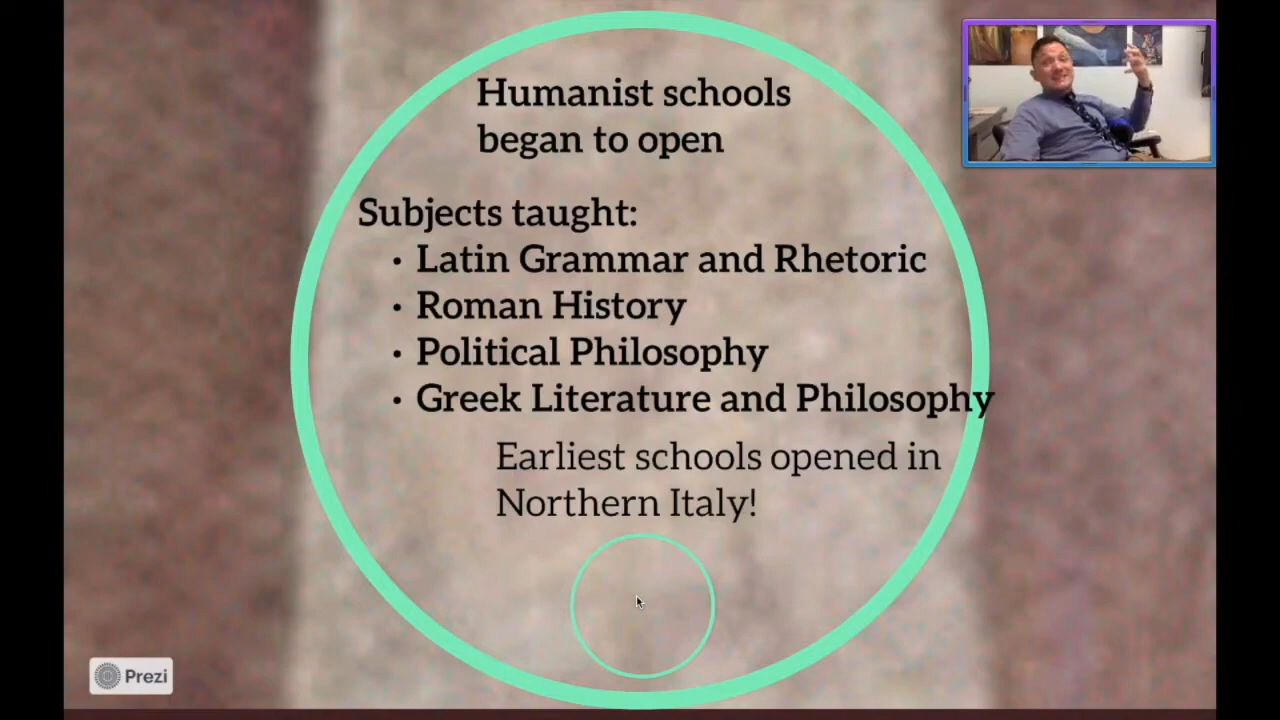 Humanist schools
began to open
Subjects taught:
· Latin Grammar and Rhetoric
· Roman History
· Political Philosophy
· Greek Literature and Philosophy
Earliest schools opened in
Northern Italy!
Prezi